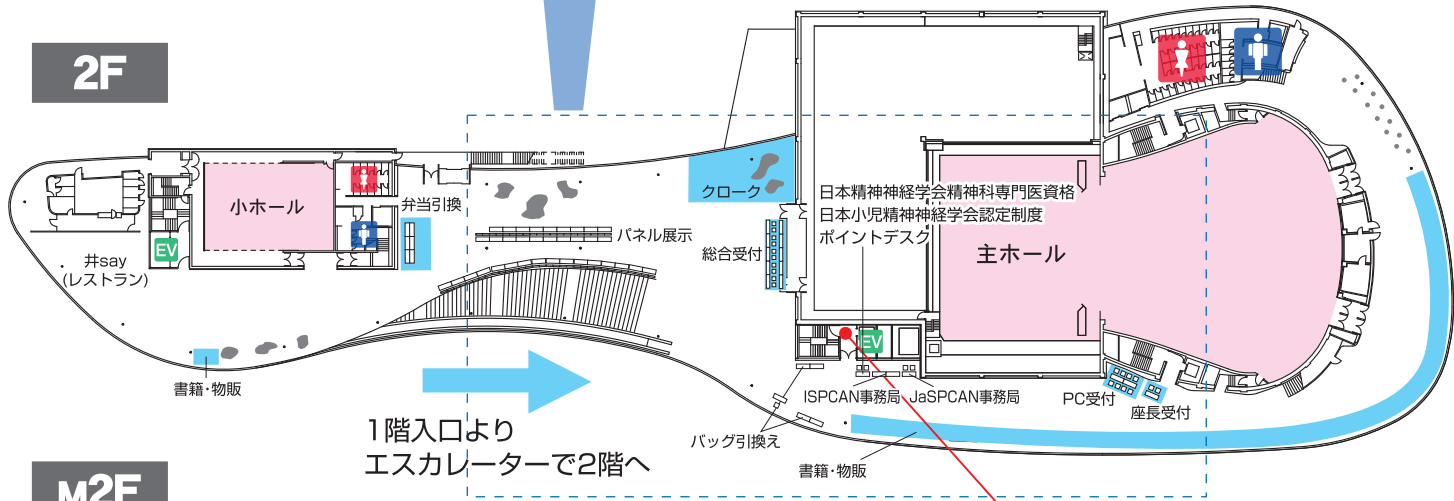 2F
小ホール
弁当引換
EV
井say
(レストラン)
パネル展示
クローク
総合受付
日本精神神経学会精神科専門医資格
日本小児精神神経学会認定制度
ポイントデスク
主ホール
EV
書籍・物販
1階入口より
エスカレーターで2階へ
ISPCAN事務局
JaSPCAN事務局
PC受付
座長受付
バッグ引換え
書籍・物販
M2F